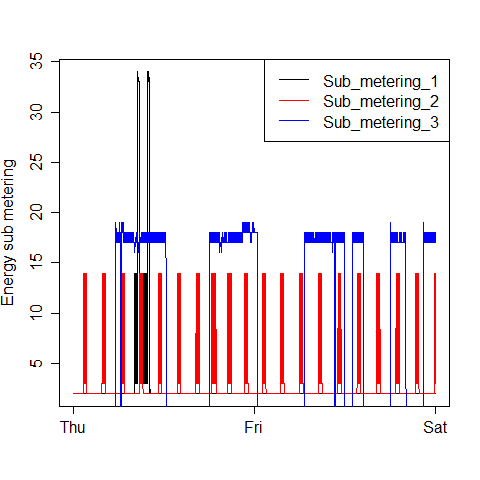 Sub_metering_1
Sub_metering_2
Sub_metering_3
Energy sub metering
35
30
25
20
15
10
5
Thu Fri Sat